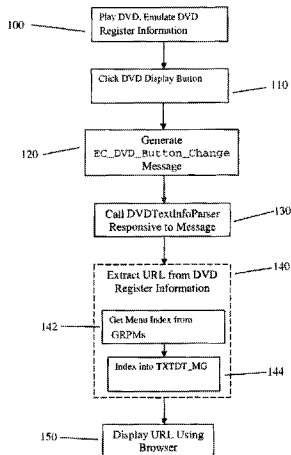 100
Play DVD, Emulate DVD
Register Information
Click DVD Display Button
110
120
Generate
EC_DVD_Button_Change
Message
Call DVDTextInfoParser
Responsive to Message
130
140
Extract URL from DVD
Register Information
142
Get Menu Index from
GRPMs
Index into TXTDT_MG
144
150
Display URL Using
Browser